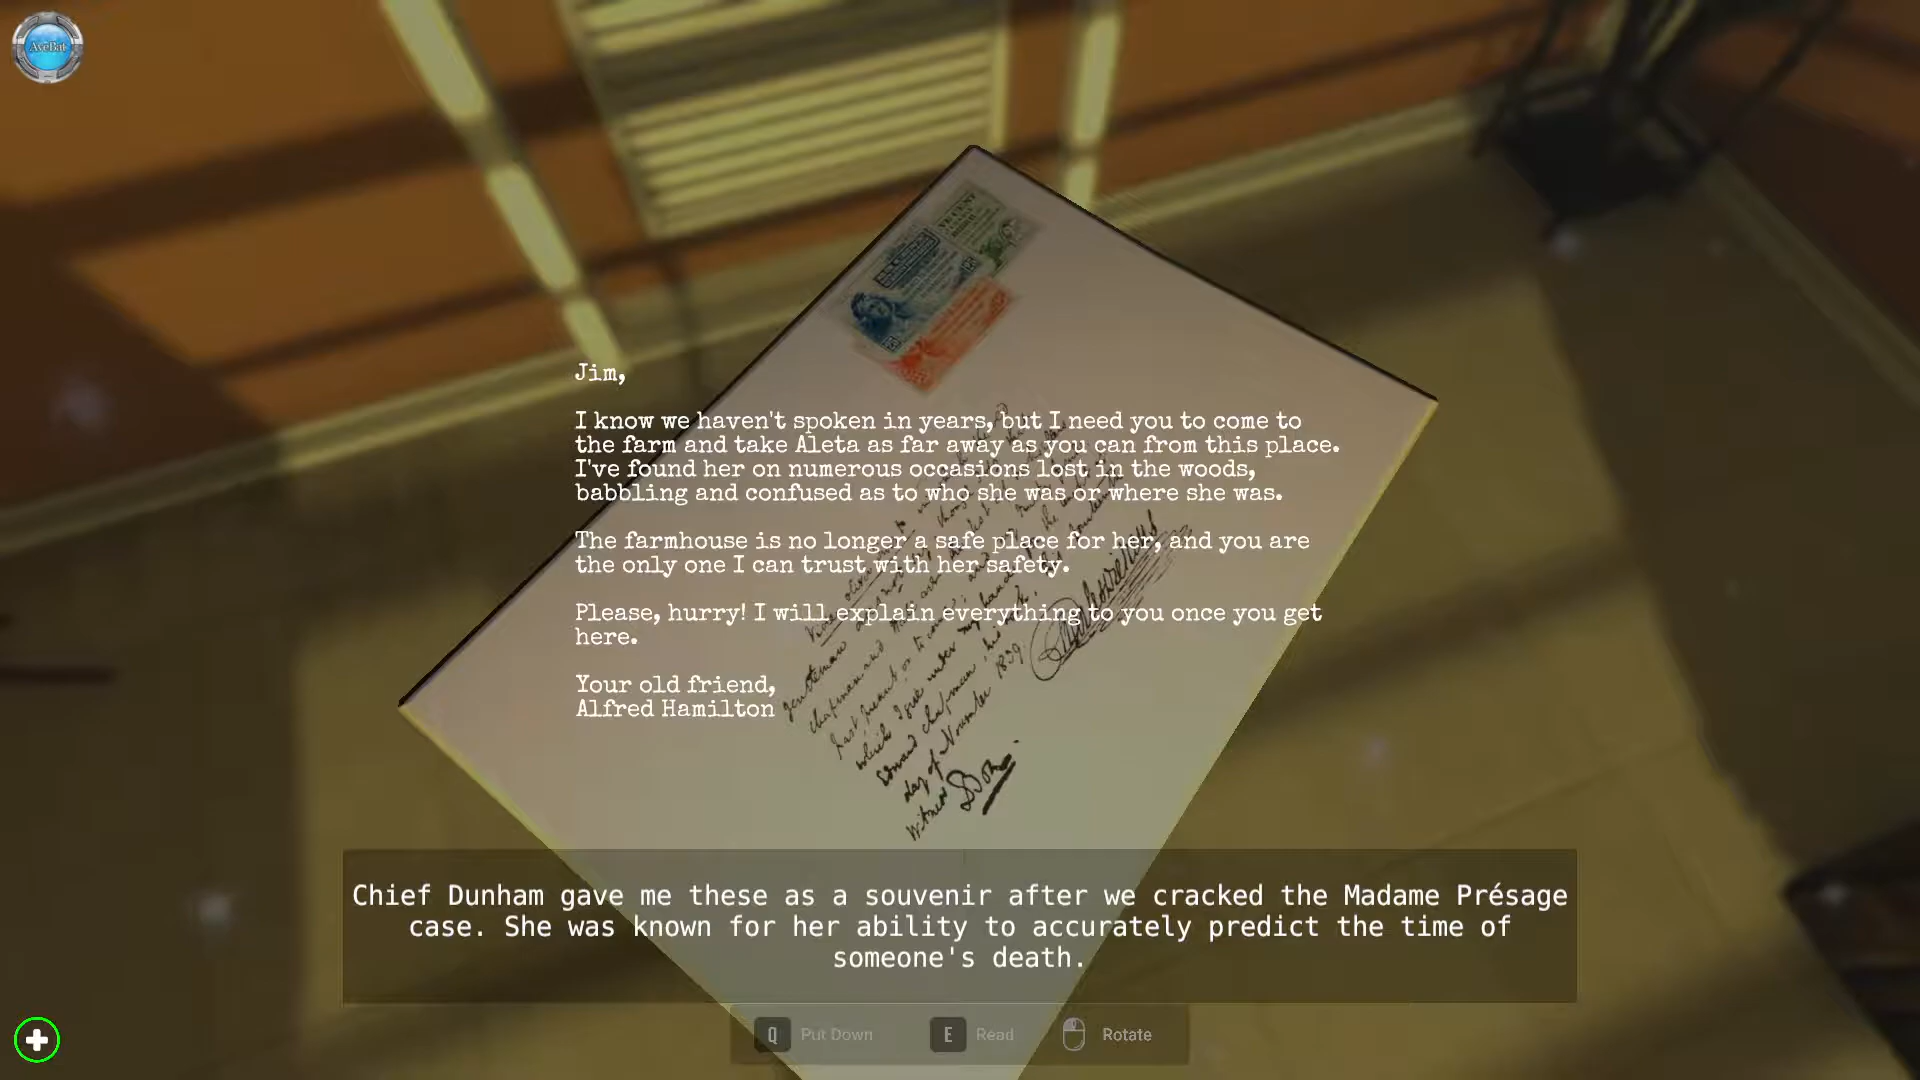 AveBat
Jim,
I know we haven't spoken in years, but I need you to come to
the farm and take Aleta as far away as you can from this place.
I've found her on numerous occasions lost in the woods,
babbling and confused as to who she was or where she was.
The farmhouse is no longer a safe place for her, and you are
the only one I can trust with her safety.
Please, hurry! I will explain everything to you once you get
here.
Your old friend,
Alfred Hamilton
day of November 1839
Witness
Chief Dunham gave me these as a souvenir after we cracked the Madame Présage
case. She was known for her ability to accurately predict the time of
someone's death.
Q Put Down E Read Rotate